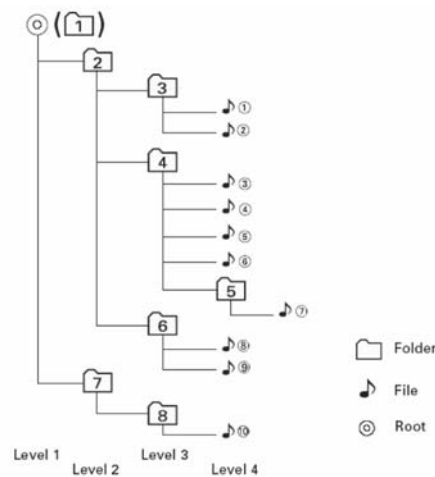 (1)
2
3
①
②
4
③
④
⑤
⑥
5
⑦
6
⑧
⑨
Folder
7
File
8
⑩
Root
Level 1
Level 2
Level 3
Level 4